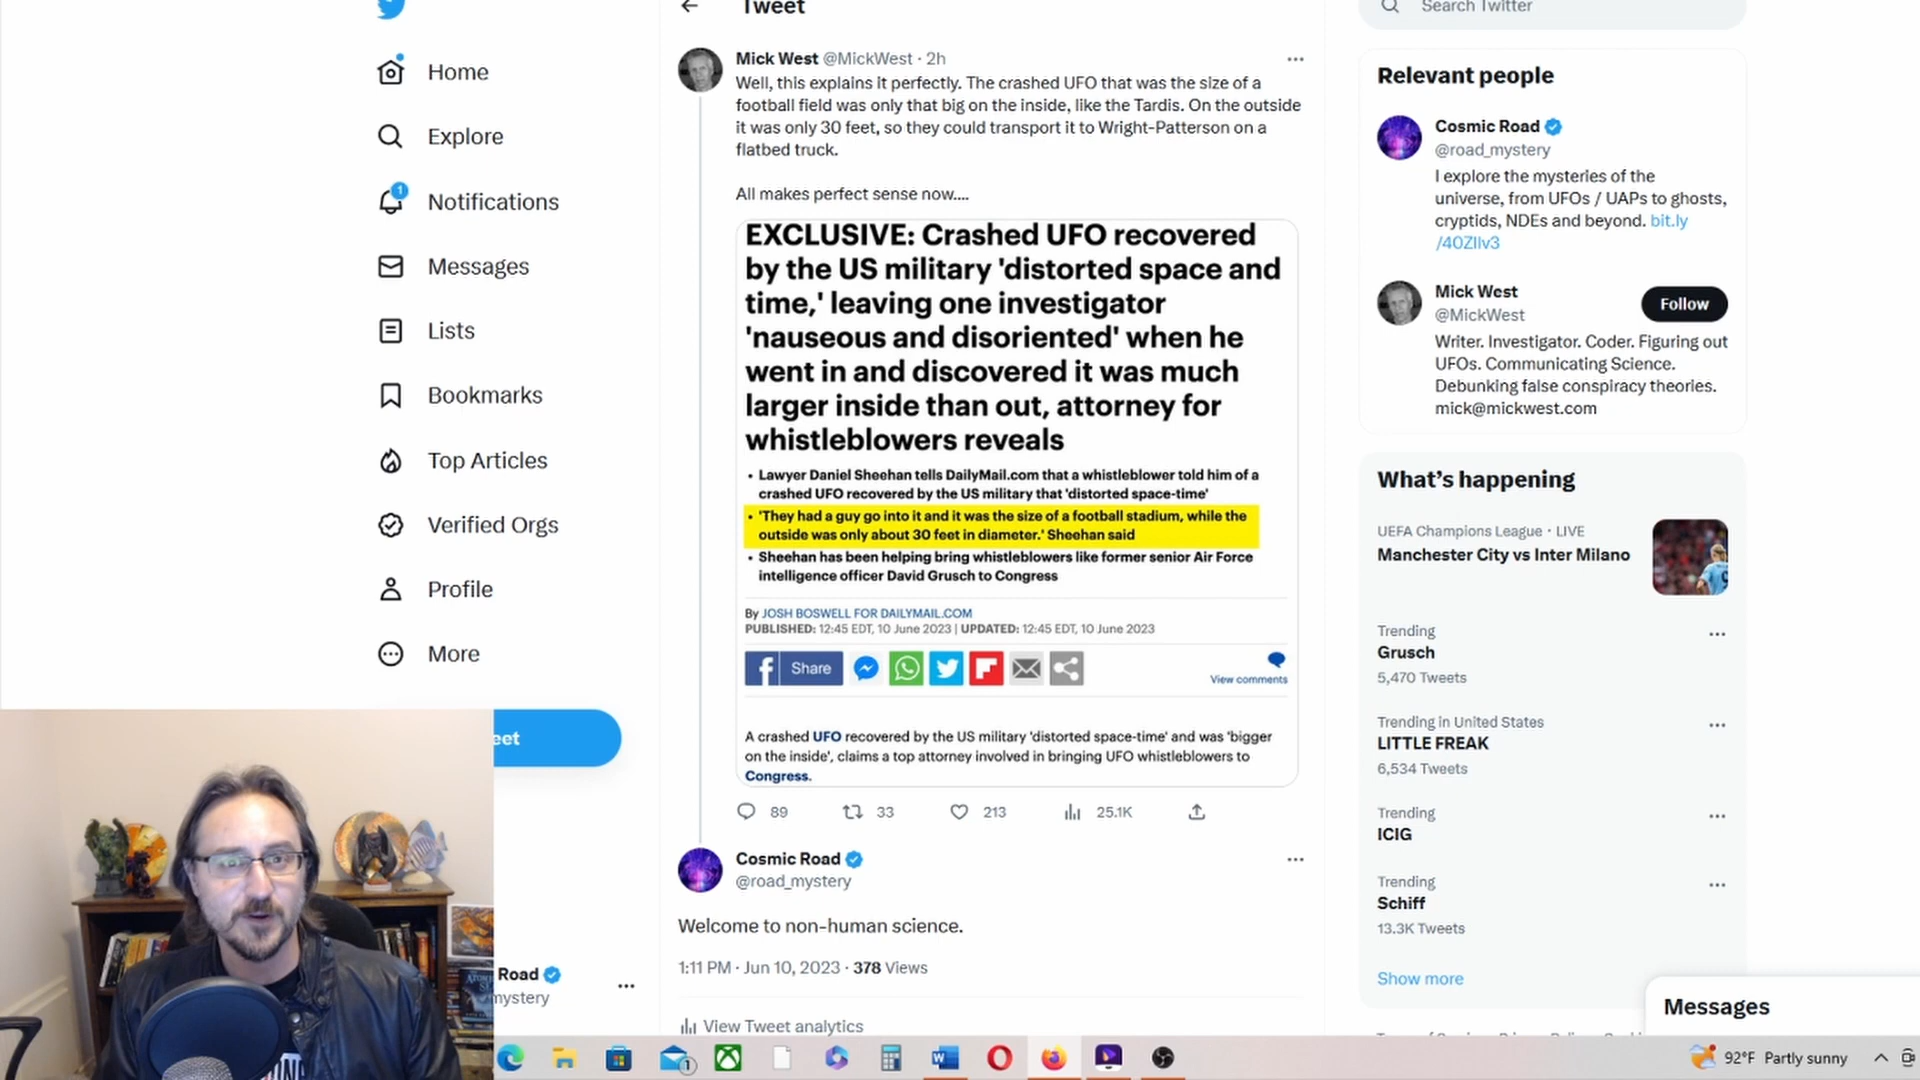 Home
Explore
1
Notifications
Messages
Lists
Bookmarks
Top Articles
Verified Orgs
Profile
More
eet
Road
mystery
Tweet
Mick West @MickWest · 2h
Well, this explains it perfectly. The crashed UFO that was the size of a
football field was only that big on the inside, like the Tardis. On the outside
it was only 30 feet, so they could transport it to Wright-Patterson on a
flatbed truck.
All makes perfect sense now....
EXCLUSIVE: Crashed UFO recovered
by the US military 'distorted space and
time,' leaving one investigator
'nauseous and disoriented' when he
went in and discovered it was much
larger inside than out, attorney for
whistleblowers reveals
• Lawyer Daniel Sheehan tells DailyMail.com that a whistleblower told him of a
crashed UFO recovered by the US military that 'distorted space-time'
• 'They had a guy go into it and it was the size of a football stadium, while the
outside was only about 30 feet in diameter.' Sheehan said
• Sheehan has been helping bring whistleblowers like former senior Air Force
intelligence officer David Grusch to Congress
By JOSH BOSWELL FOR DAILYMAIL.COM
PUBLISHED: 12:45 EDT, 10 June 2023 | UPDATED: 12:45 EDT, 10 June 2023
f Share
View comments
A crashed UFO recovered by the US military 'distorted space-time' and was 'bigger
on the inside', claims a top attorney involved in bringing UFO whistleblowers to
Congress.
89 33 213 25.1K
Cosmic Road
@road_mystery
Welcome to non-human science.
1:11 PM · Jun 10, 2023 · 378 Views
View Tweet analytics
Search Twitter
Relevant people
Cosmic Road
@road_mystery
I explore the mysteries of the
universe, from UFOs / UAPs to ghosts,
cryptids, NDEs and beyond. bit.ly
/40ZIlv3
Mick West
@MickWest
Follow
Writer. Investigator. Coder. Figuring out
UFOs. Communicating Science.
Debunking false conspiracy theories.
mick@mickwest.com
What's happening
UEFA Champions League · LIVE
Manchester City vs Inter Milano
Trending
Grusch
5,470 Tweets
Trending in United States
LITTLE FREAK
6,534 Tweets
Trending
ICIG
Trending
Schiff
13.3K Tweets
Show more
Messages
1
92°F Partly sunny